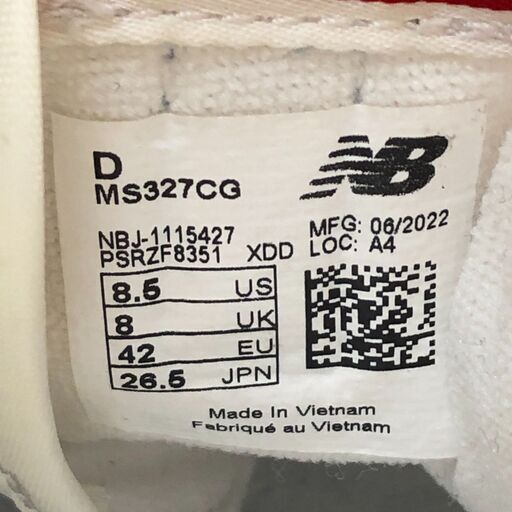 D
MS327CG
NB
NBJ-1115427
PSRZF8351 XDD
MFG: 06/2022
LOC: A4
8.5 US
8 UK
42 EU
26.5 JPN
Made In Vietnam
Fabriqué au Vietnam